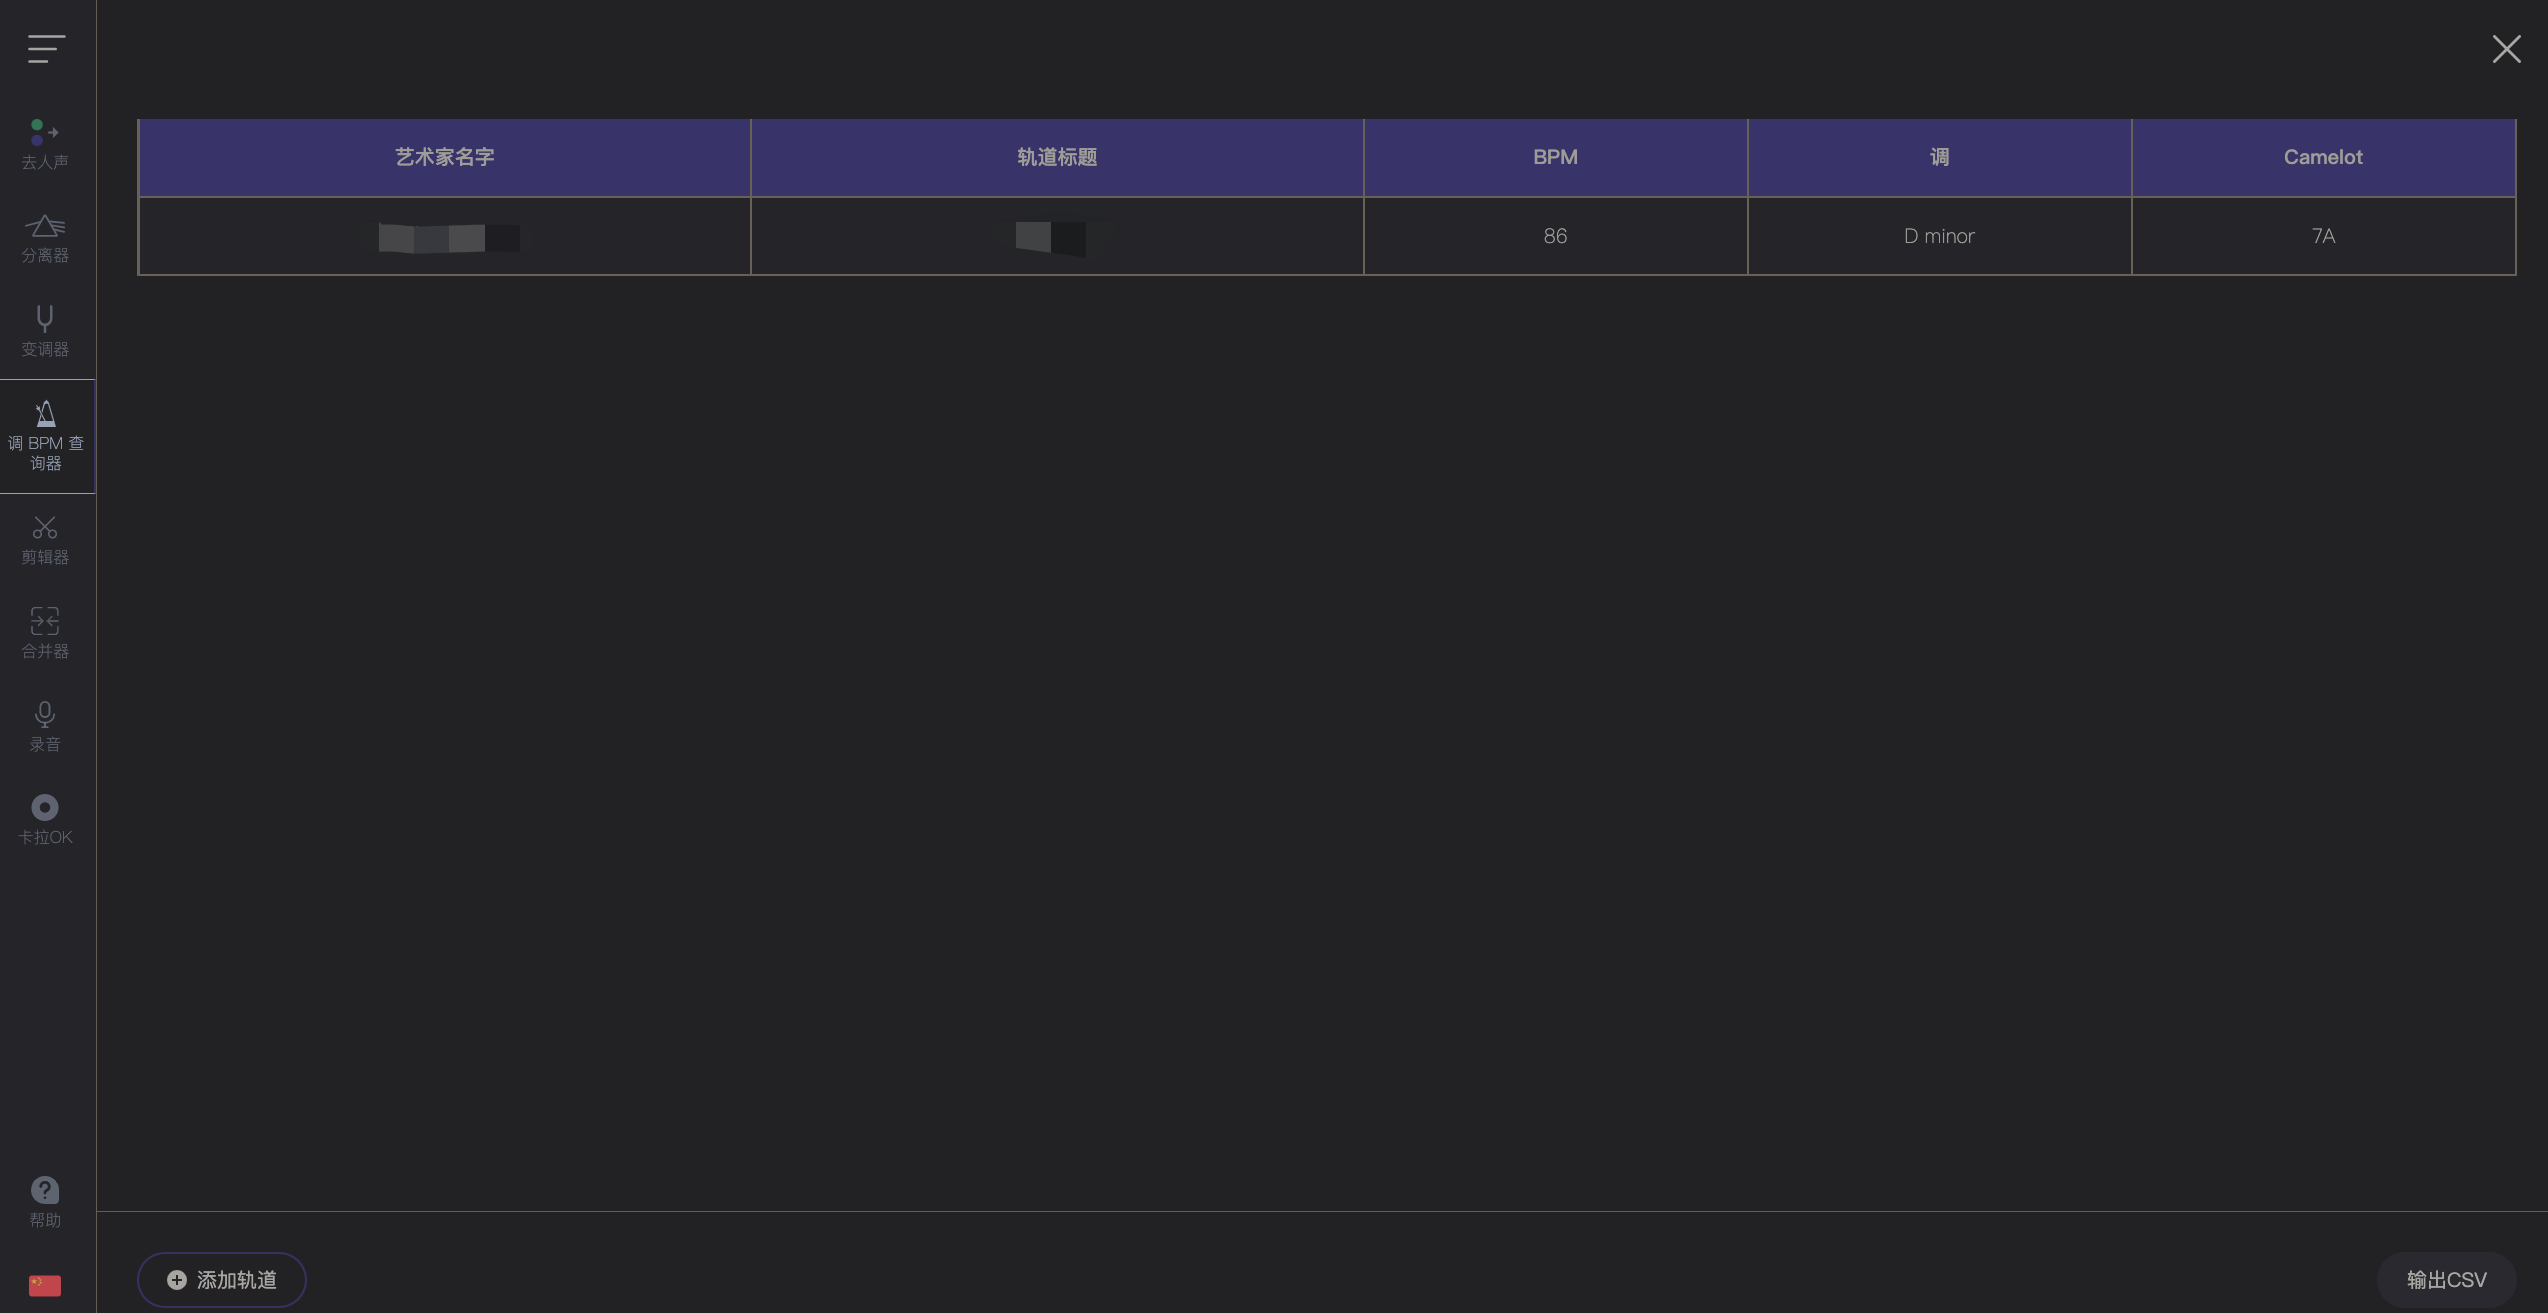 去人声
分离器
变调器
调 BPM 查
询器
剪辑器
合并器
录音
卡拉OK
帮助
艺术家名字 轨道标题 BPM 调 Camelot
86 D minor 7A
添加轨道
输出CSV